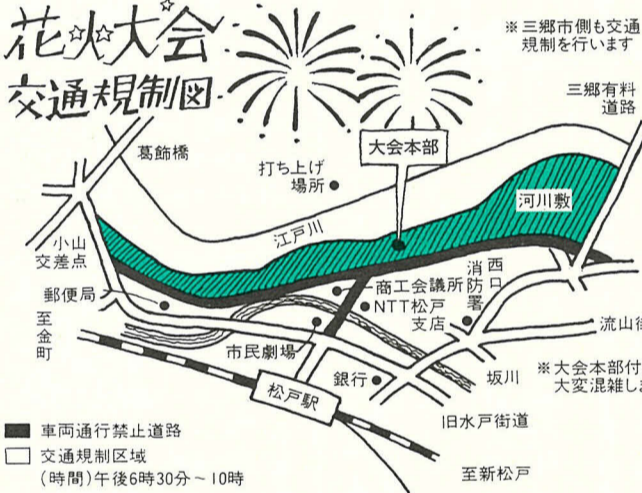 花火大会
交通規制図
※三郷市側も交通
規制を行います
三郷有料
道路
葛飾橋
大会本部
打ち上げ
場所
河川敷
江戸川
小山
交差点
郵便局
商工会議所
NTT松戸
支店
消防署
西口
至金町
市民劇場
流山街
松戸駅
銀行
坂川
※大会本部付
大変混雑しま
旧水戸街道
車両通行禁止道路
交通規制区域
(時間)午後6時30分~10時
至新松戸